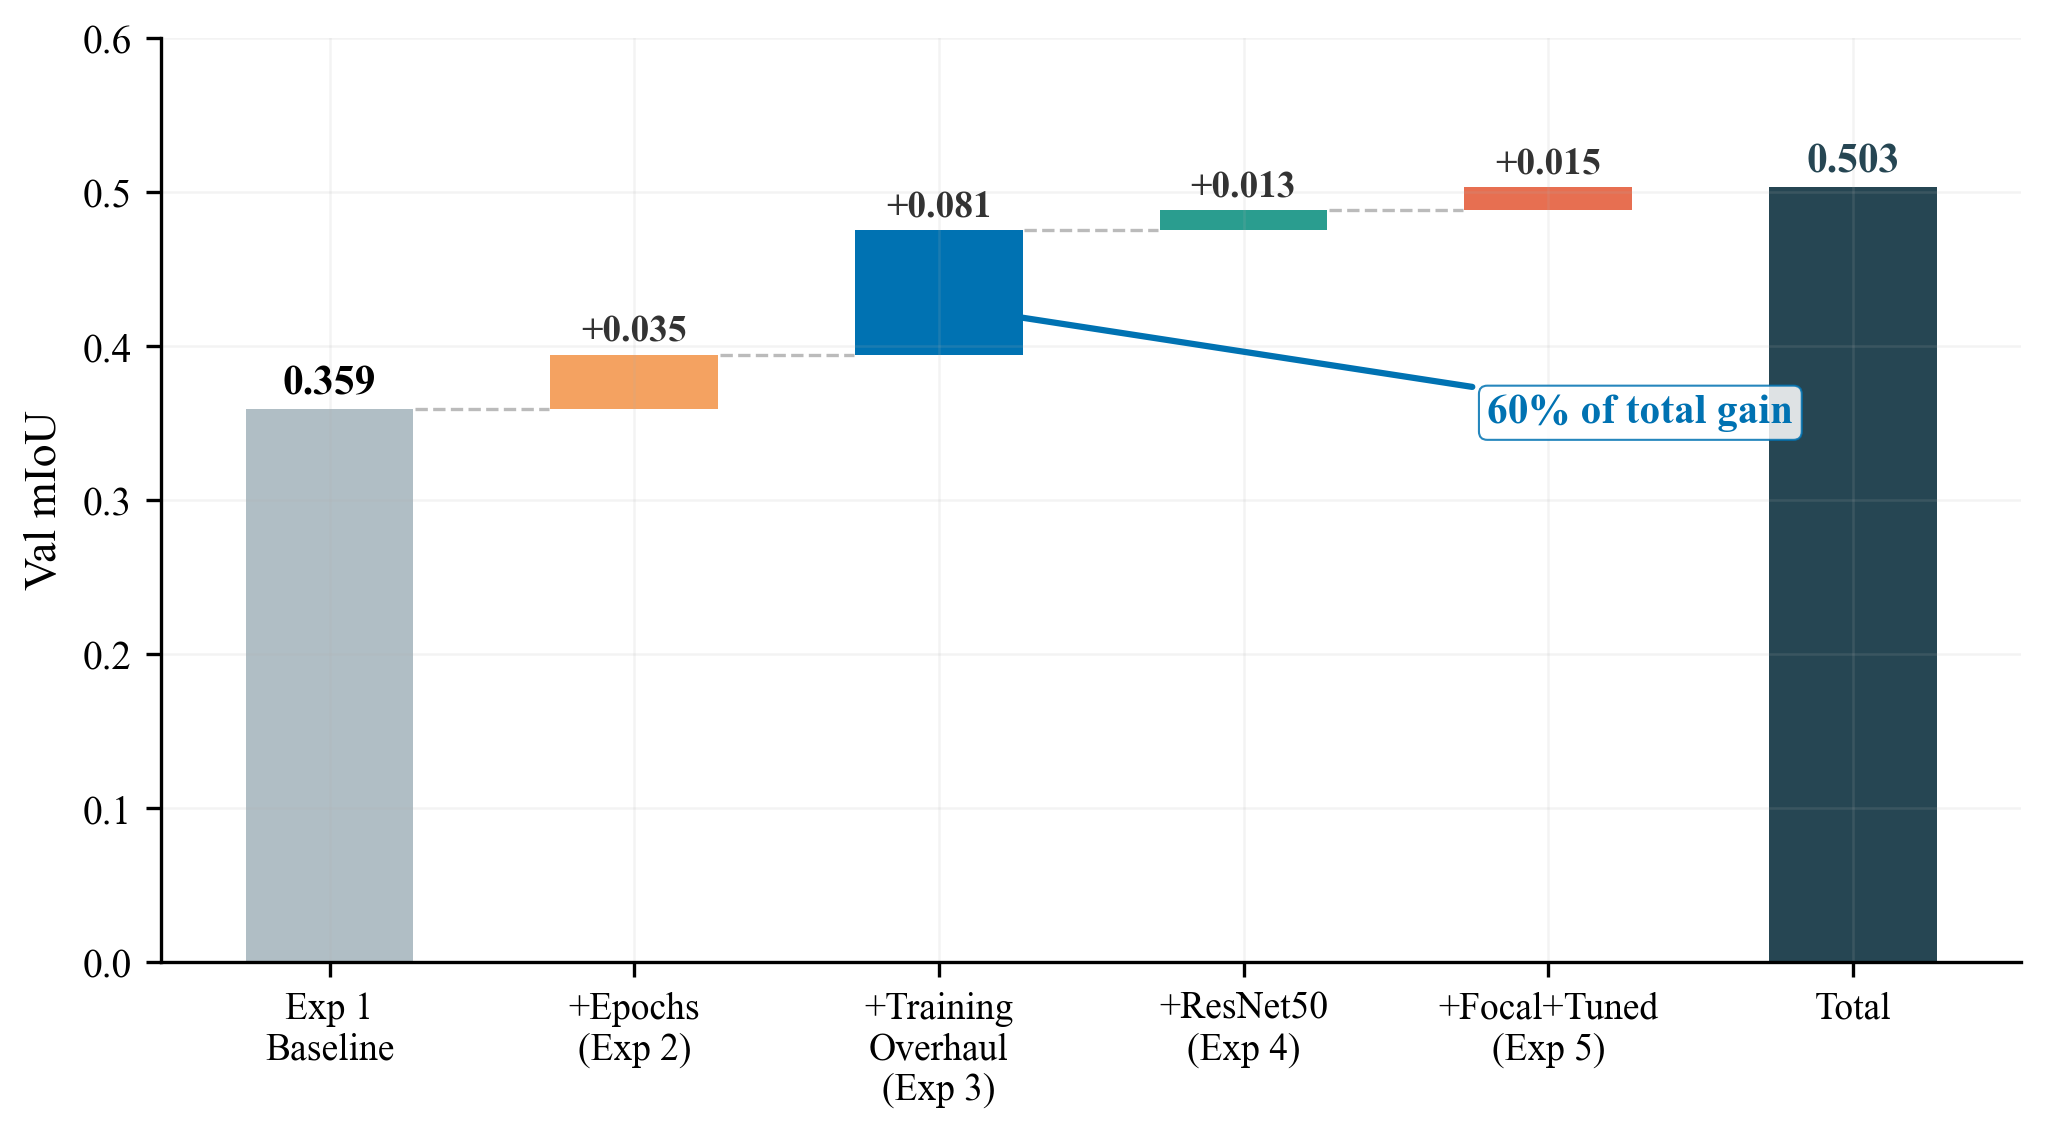 0.6
0.5
0.4
0.3
0.2
0.1
0.0
Val mIoU
0.359
+0.035
+0.081
+0.013
+0.015
0.503
60% of total gain
Exp 1
Baseline
+Epochs
(Exp 2)
+Training
Overhaul
(Exp 3)
+ResNet50
(Exp 4)
+Focal+Tuned
(Exp 5)
Total